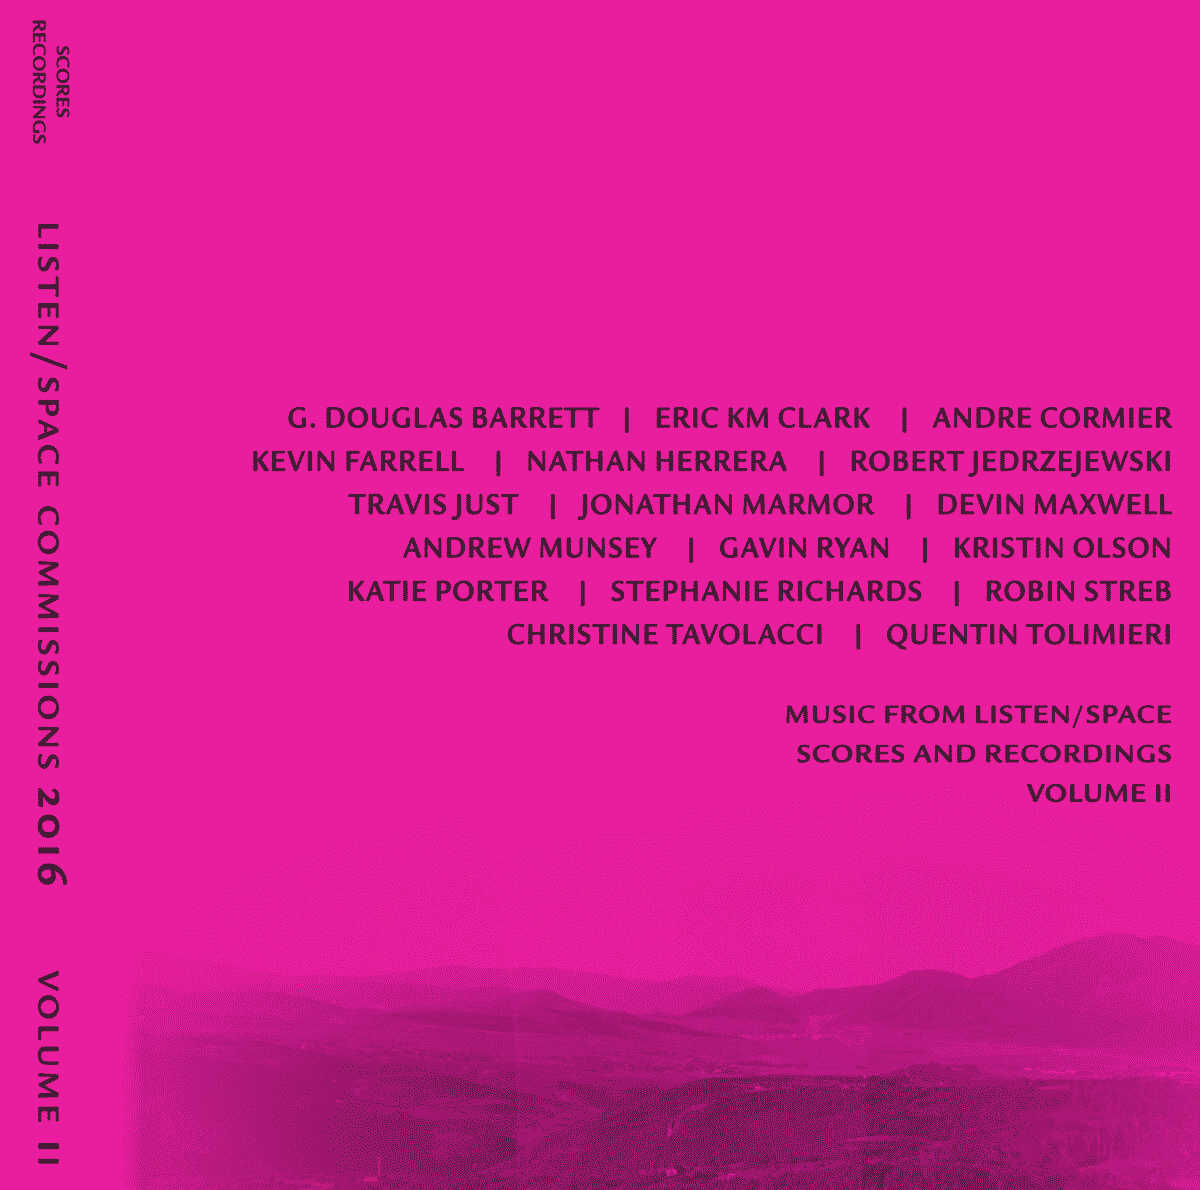 SCORES
RECORDINGS
LISTEN/SPACE COMMISSIONS 2016
VOLUME II
G. DOUGLAS BARRETT | ERIC KM CLARK | ANDRE CORMIER
KEVIN FARRELL | NATHAN HERRERA | ROBERT JEDRZEJEWSKI
TRAVIS JUST | JONATHAN MARMOR | DEVIN MAXWELL
ANDREW MUNSEY | GAVIN RYAN | KRISTIN OLSON
KATIE PORTER | STEPHANIE RICHARDS | ROBIN STREB
CHRISTINE TAVOLACCI | QUENTIN TOLIMIERI
MUSIC FROM LISTEN/SPACE
SCORES AND RECORDINGS
VOLUME II